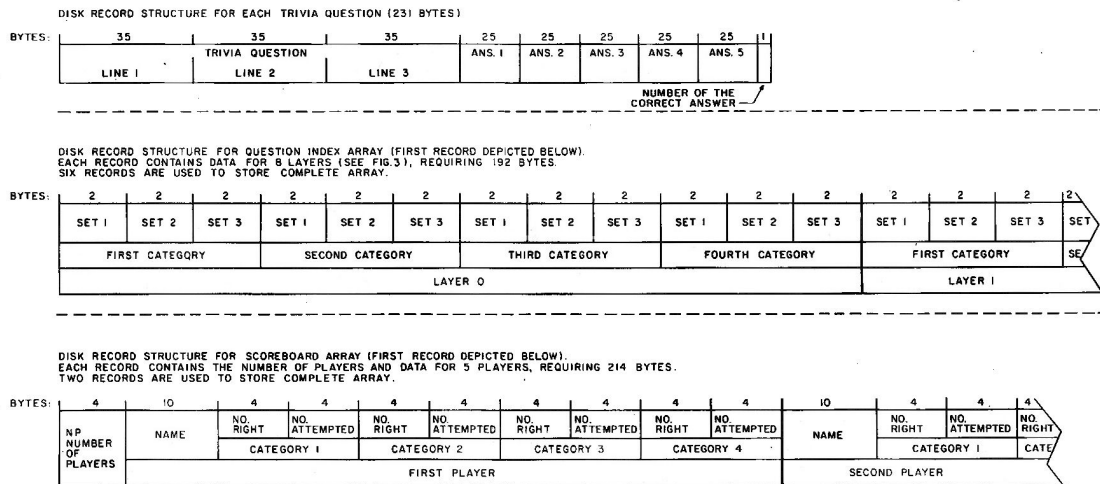 DISK RECORD STRUCTURE FOR EACH TRIVIA QUESTION (231 BYTES)
BYTES: 35 35 35 25 25 25 25 25 1
TRIVIA QUESTION ANS. 1 ANS. 2 ANS. 3 ANS. 4 ANS. 5
LINE 1 LINE 2 LINE 3
NUMBER OF THE
CORRECT ANSWER
DISK RECORD STRUCTURE FOR QUESTION INDEX ARRAY (FIRST RECORD DEPICTED BELOW).
EACH RECORD CONTAINS DATA FOR 8 LAYERS (SEE FIG.3), REQUIRING 192 BYTES.
SIX RECORDS ARE USED TO STORE COMPLETE ARRAY.
BYTES: 2 2 2 2 2 2 2 2 2 2 2 2 2 2 2 2
SET 1 SET 2 SET 3 SET 1 SET 2 SET 3 SET 1 SET 2 SET 3 SET 1 SET 2 SET 3 SET 1 SET 2 SET 3 SET
FIRST CATEGORY SECOND CATEGORY THIRD CATEGORY FOURTH CATEGORY FIRST CATEGORY SE
LAYER 0 LAYER 1
DISK RECORD STRUCTURE FOR SCOREBOARD ARRAY (FIRST RECORD DEPICTED BELOW).
EACH RECORD CONTAINS THE NUMBER OF PLAYERS AND DATA FOR 5 PLAYERS, REQUIRING 214 BYTES.
TWO RECORDS ARE USED TO STORE COMPLETE ARRAY.
BYTES: 4 10 4 4 4 4 4 4 4 4 10 4 4 4
NP NUMBER OF PLAYERS NAME NO. RIGHT NO. ATTEMPTED NO. RIGHT NO. ATTEMPTED NO. RIGHT NO. ATTEMPTED NO. RIGHT NO. ATTEMPTED NAME NO. RIGHT NO. ATTEMPTED NO. RIGHT
CATEGORY 1 CATEGORY 2 CATEGORY 3 CATEGORY 4 CATEGORY 1 CATE
FIRST PLAYER SECOND PLAYER